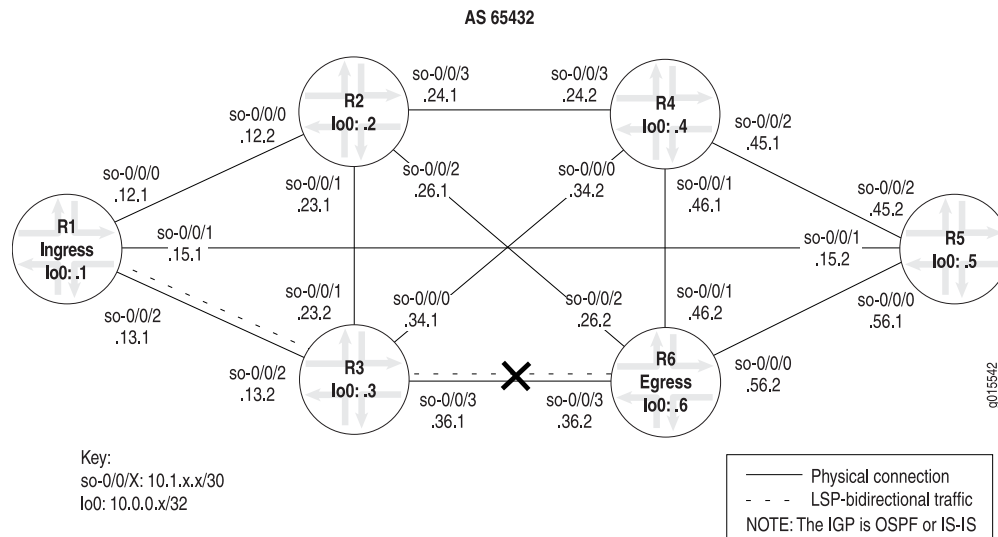 AS 65432
R2
lo0: .2
so-0/0/3
.24.1
so-0/0/3
.24.2
R4
lo0: .4
so-0/0/0
.12.2
so-0/0/2
.26.1
so-0/0/0
.34.2
so-0/0/2
.45.1
so-0/0/0
.12.1
so-0/0/1
.23.1
so-0/0/1
.46.1
so-0/0/2
.45.2
R1
Ingress
lo0: .1
so-0/0/1
.15.1
so-0/0/1
.15.2
R5
lo0: .5
so-0/0/2
.13.1
so-0/0/1
.23.2
so-0/0/0
.34.1
so-0/0/2
.26.2
so-0/0/1
.46.2
so-0/0/0
.56.1
so-0/0/2
.13.2
R3
lo0: .3
so-0/0/3
.36.1
so-0/0/3
.36.2
R6
Egress
lo0: .6
so-0/0/0
.56.2
g015542
Key:
so-0/0/X: 10.1.x.x/30
lo0: 10.0.0.x/32
Physical connection
LSP-bidirectional traffic
NOTE: The IGP is OSPF or IS-IS